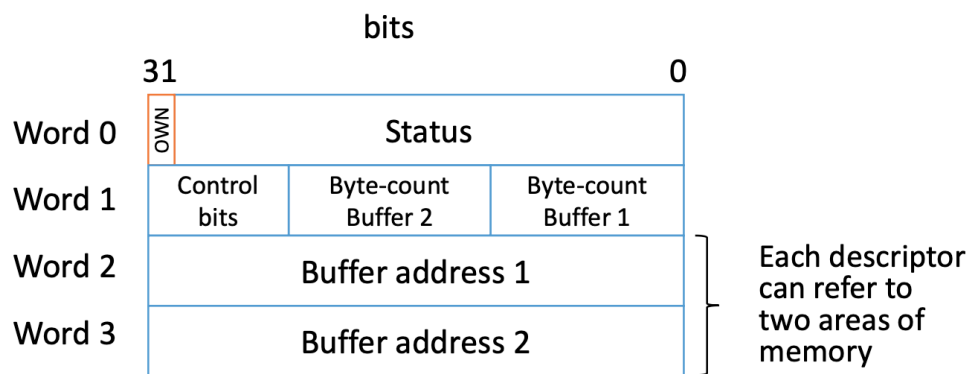 bits
31 0
Word 0
OWN
Status
Word 1
Control
bits
Byte-count
Buffer 2
Byte-count
Buffer 1
Word 2
Buffer address 1
Word 3
Buffer address 2
Each descriptor
can refer to
two areas of
memory